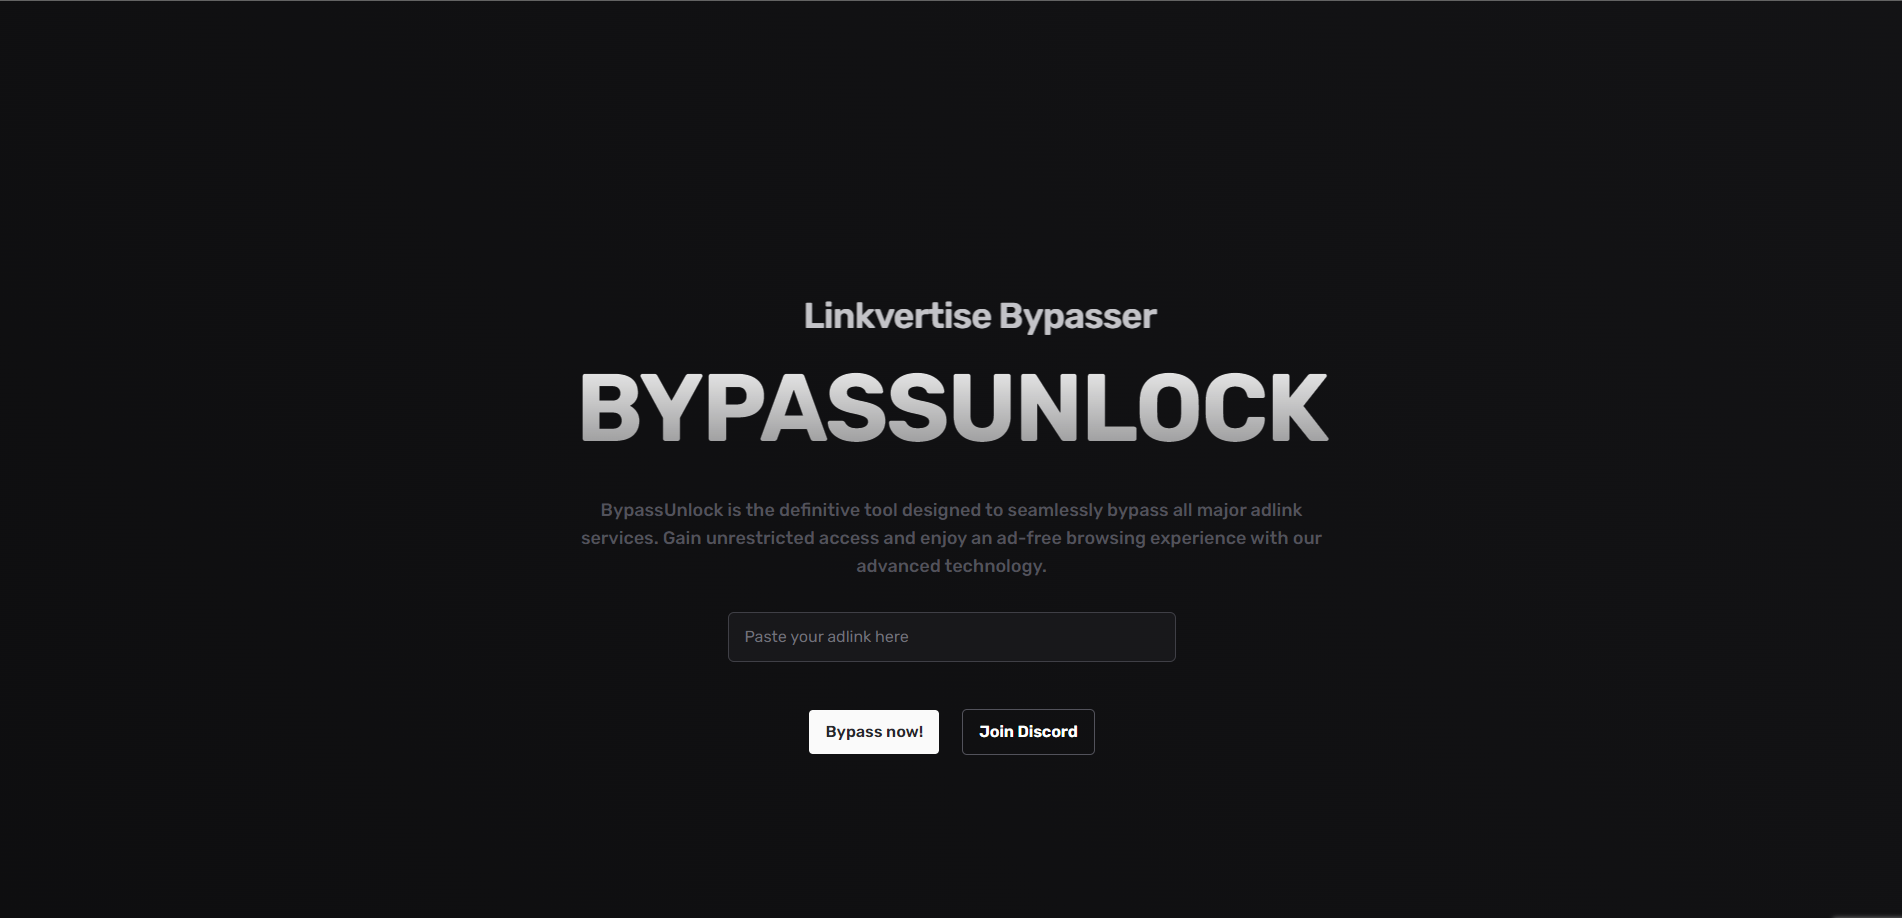 Linkvertise Bypasser
BYPASSUNLOCK
BypassUnlock is the definitive tool designed to seamlessly bypass all major adlink
services. Gain unrestricted access and enjoy an ad-free browsing experience with our
advanced technology.
Paste your adlink here
Bypass now!
Join Discord